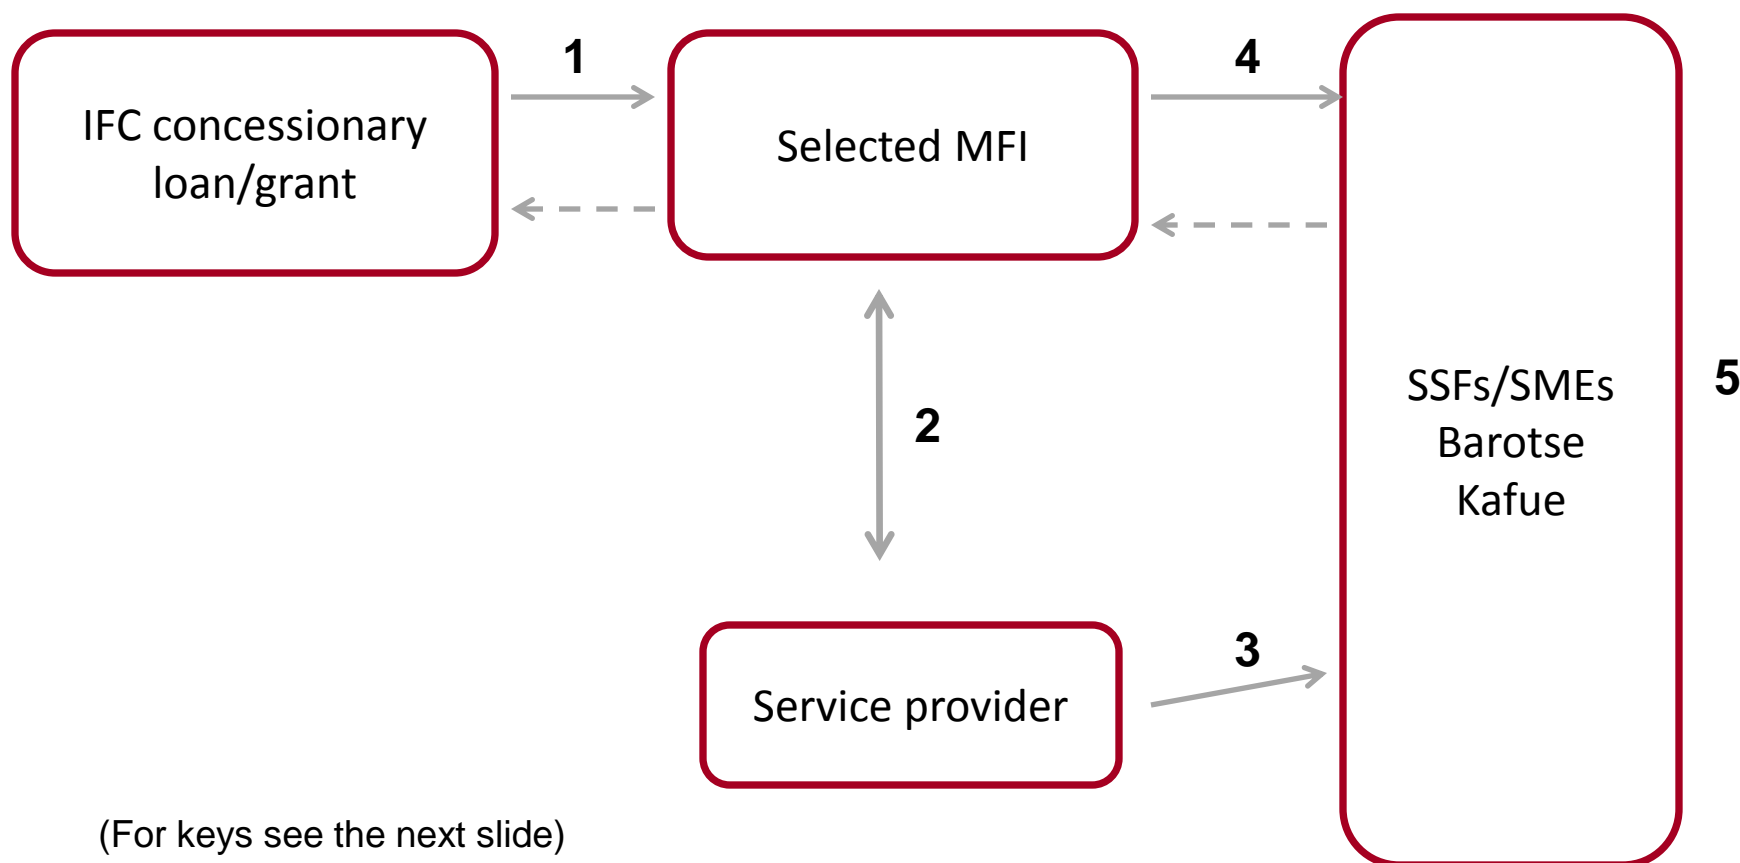 1
4
IFC concessionary
loan/grant
Selected MFI
2
SSFs/SMEs
Barotse
Kafue
5
3
Service provider
(For keys see the next slide)